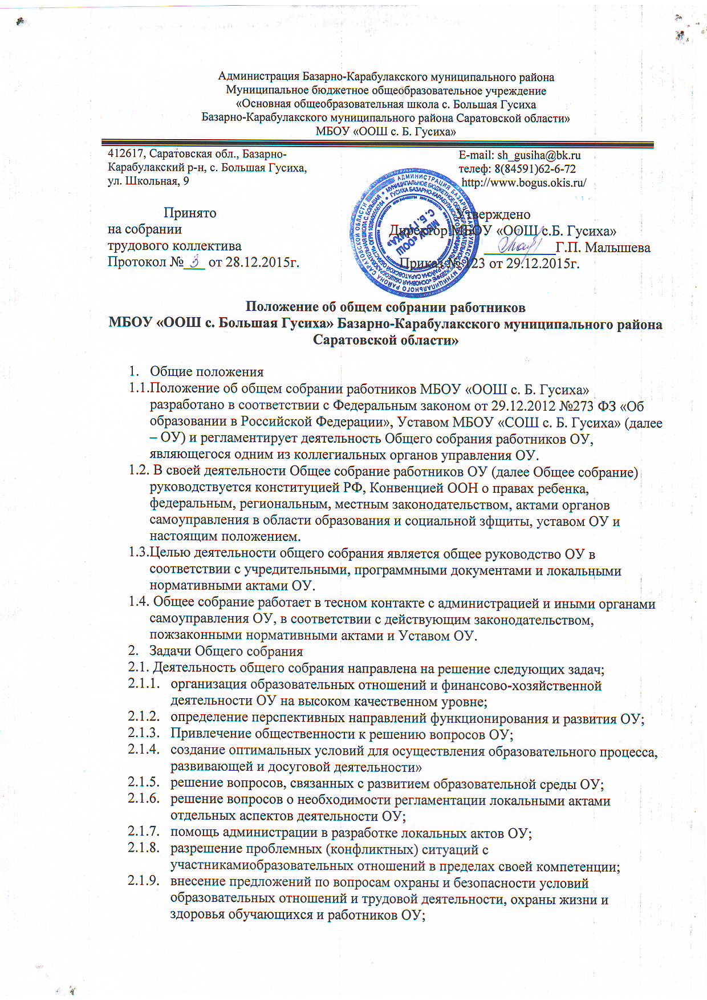 Администрация Базарно-Карабулакского муниципального района
Муниципальное бюджетное общеобразовательное учреждение
«Основная общеобразовательная школа с. Большая Гусиха
Базарно-Карабулакского муниципального района Саратовской области»
МБОУ «ООШ с. Б. Гусиха»
412617, Саратовская обл., Базарно-
Карабулакский р-н, с. Большая Гусиха,
ул. Школьная, 9
E-mail: sh_gusiha@bk.ru
телеф: 8(84591)62-6-72
http://www.bogus.okis.ru/
Принято
на собрании
трудового коллектива
Протокол №_3_ от 28.12.2015г.
Утверждено
Директор МБОУ «ООШ с.Б. Гусиха»
__________Г.П. Малышева
Приказ № 123 от 29.12.2015г.
МБОУ «ООШ
С. Б. ГУСИХА»
Положение об общем собрании работников
МБОУ «ООШ с. Большая Гусиха» Базарно-Карабулакского муниципального района
Саратовской области»
1. Общие положения
1.1.Положение об общем собрании работников МБОУ «ООШ с. Б. Гусиха»
разработано в соответствии с Федеральным законом от 29.12.2012 №273 ФЗ «Об
образовании в Российской Федерации», Уставом МБОУ «СОШ с. Б. Гусиха» (далее
– ОУ) и регламентирует деятельность Общего собрания работников ОУ,
являющегося одним из коллегиальных органов управления ОУ.
1.2. В своей деятельности Общее собрание работников ОУ (далее Общее собрание)
руководствуется конституцией РФ, Конвенцией ООН о правах ребенка,
федеральным, региональным, местным законодательством, актами органов
самоуправления в области образования и социальной зфщиты, уставом ОУ и
настоящим положением.
1.3.Целью деятельности общего собрания является общее руководство ОУ в
соответствии с учредительными, программными документами и локальными
нормативными актами ОУ.
1.4. Общее собрание работает в тесном контакте с администрацией и иными органами
самоуправления ОУ, в соответствии с действующим законодательством,
пожзаконными нормативными актами и Уставом ОУ.
2. Задачи Общего собрания
2.1. Деятельность общего собрания направлена на решение следующих задач;
2.1.1. организация образовательных отношений и финансово-хозяйственной
деятельности ОУ на высоком качественном уровне;
2.1.2. определение перспективных направлений функционирования и развития ОУ;
2.1.3. Привлечение общественности к решению вопросов ОУ;
2.1.4. создание оптимальных условий для осуществления образовательного процесса,
развивающей и досуговой деятельности»
2.1.5. решение вопросов, связанных с развитием образовательной среды ОУ;
2.1.6. решение вопросов о необходимости регламентации локальными актами
отдельных аспектов деятельности ОУ;
2.1.7. помощь администрации в разработке локальных актов ОУ;
2.1.8. разрешение проблемных (конфликтных) ситуаций с
участникамиобразовательных отношений в пределах своей компетенции;
2.1.9. внесение предложений по вопросам охраны и безопасности условий
образовательных отношений и трудовой деятельности, охраны жизни и
здоровья обучающихся и работников ОУ;